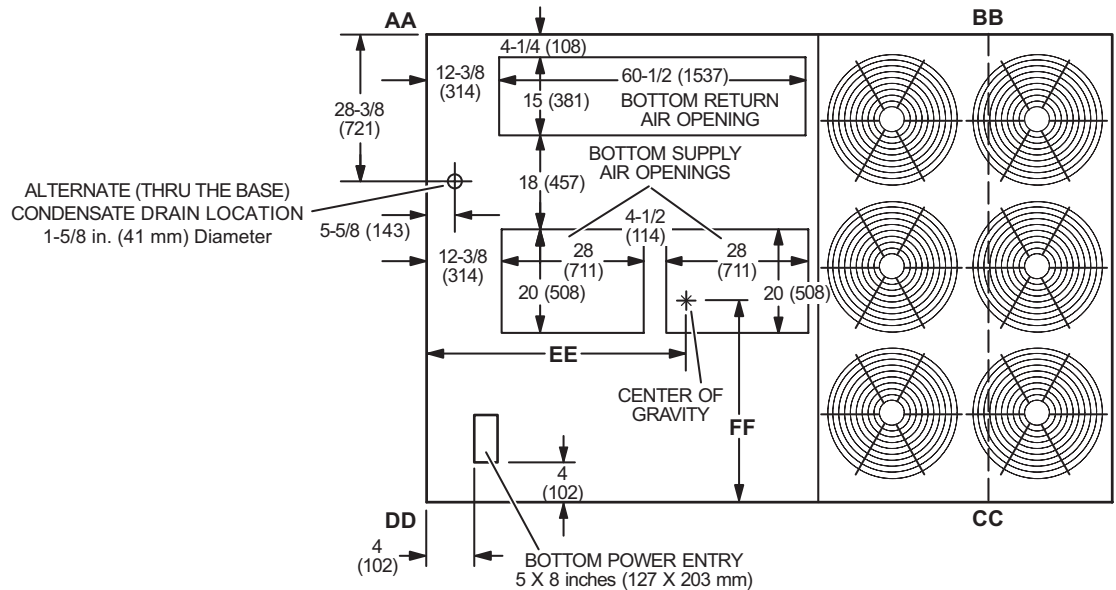 AA
BB
4-1/4 (108)
12-3/8
(314)
60-1/2 (1537)
28-3/8
(721)
15 (381)
BOTTOM RETURN
AIR OPENING
BOTTOM SUPPLY
AIR OPENINGS
18 (457)
ALTERNATE (THRU THE BASE)
CONDENSATE DRAIN LOCATION
1-5/8 in. (41 mm) Diameter
5-5/8 (143)
4-1/2
(114)
12-3/8
(314)
28
(711)
28
(711)
20 (508)
20 (508)
EE
CENTER OF
GRAVITY
FF
4
(102)
DD
CC
4
(102)
BOTTOM POWER ENTRY
5 X 8 inches (127 X 203 mm)